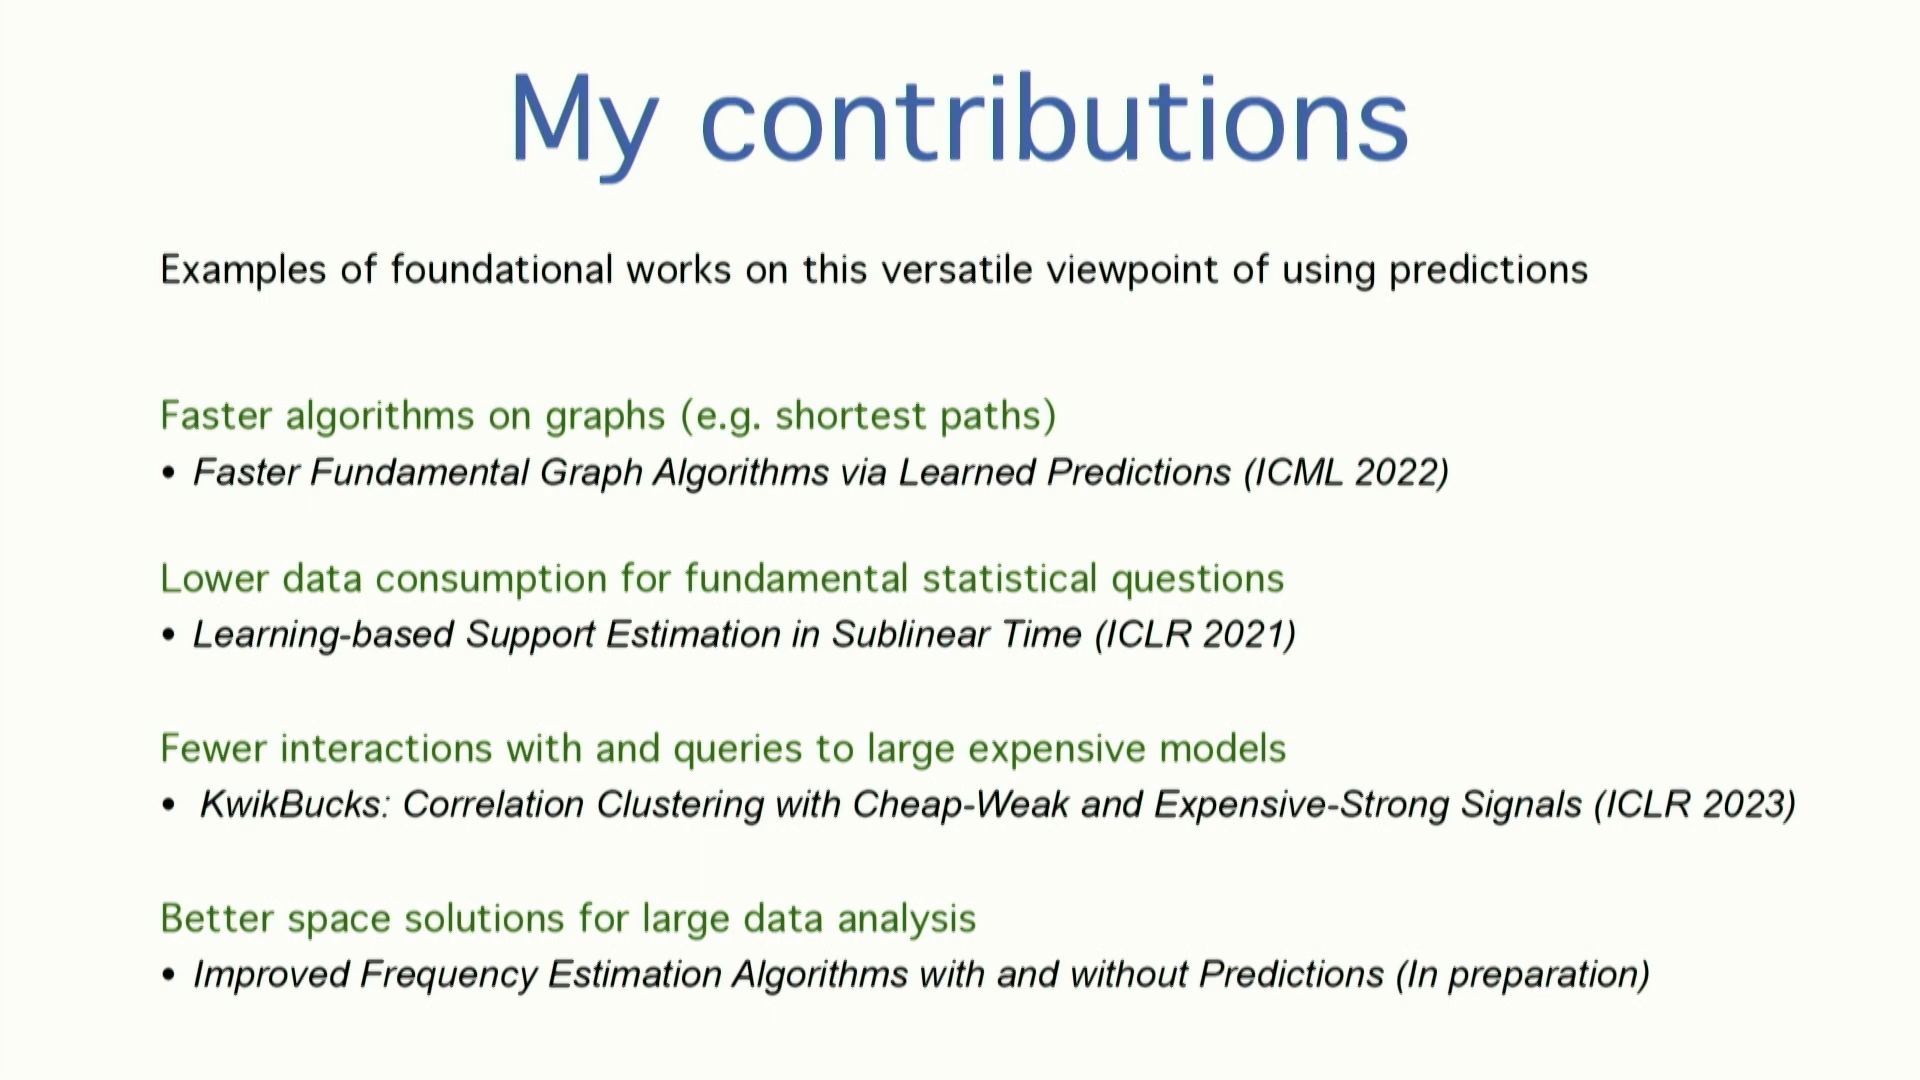 My contributions
Examples of foundational works on this versatile viewpoint of using predictions
Faster algorithms on graphs (e.g. shortest paths)
• Faster Fundamental Graph Algorithms via Learned Predictions (ICML 2022)
Lower data consumption for fundamental statistical questions
• Learning-based Support Estimation in Sublinear Time (ICLR 2021)
Fewer interactions with and queries to large expensive models
• KwikBucks: Correlation Clustering with Cheap-Weak and Expensive-Strong Signals (ICLR 2023)
Better space solutions for large data analysis
• Improved Frequency Estimation Algorithms with and without Predictions (In preparation)